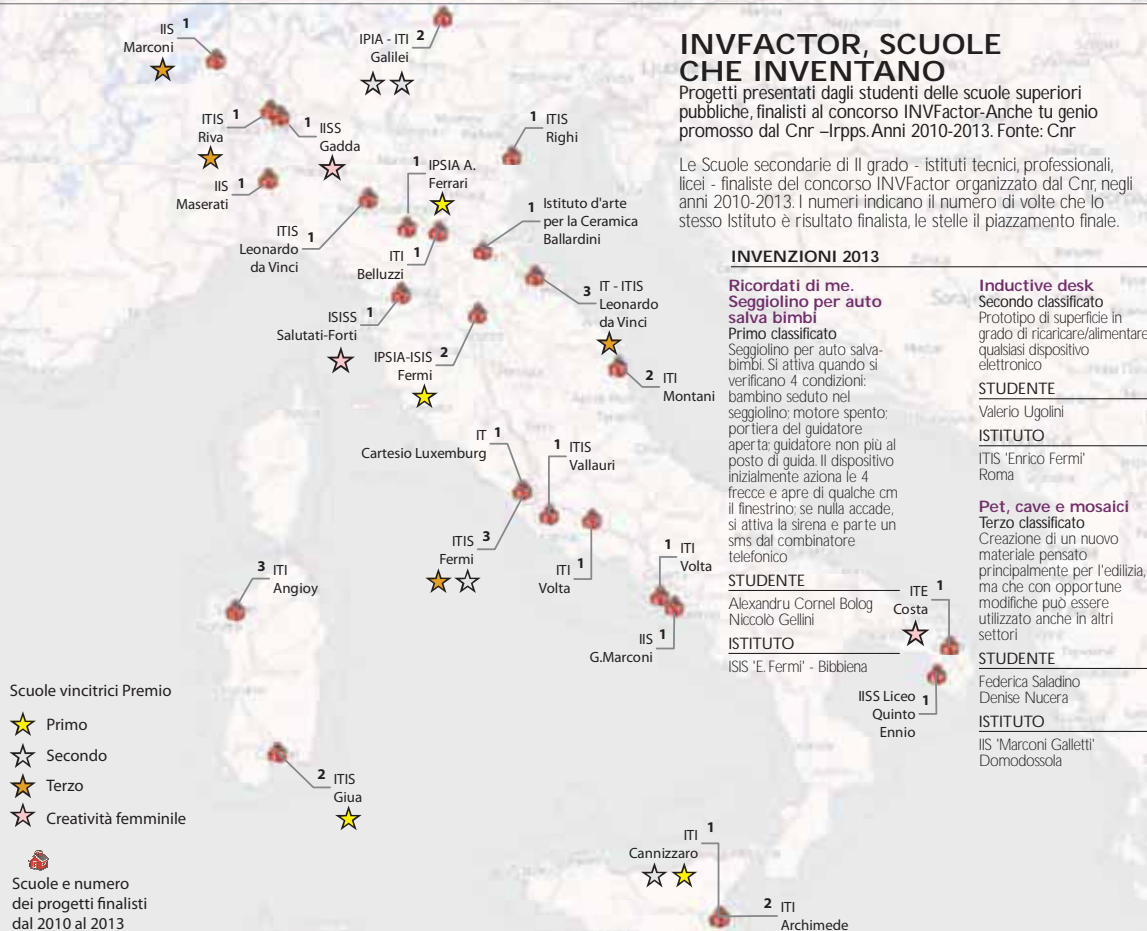 INVFACTOR, SCUOLE
CHE INVENTANO
Progetti presentati dagli studenti delle scuole superiori
pubbliche, finalisti al concorso INVFactor-Anche tu genio
promosso dal Cnr –Irpps. Anni 2010-2013. Fonte: Cnr
Le Scuole secondarie di II grado - istituti tecnici, professionali,
licei - finaliste del concorso INVFactor organizzato dal Cnr, negli
anni 2010-2013. I numeri indicano il numero di volte che lo
stesso Istituto è risultato finalista, le stelle il piazzamento finale.
INVENZIONI 2013
Ricordati di me.
Seggiolino per auto
salva bimbi
Primo classificato
Seggiolino per auto salva-
bimbi. Si attiva quando si
verificano 4 condizioni:
bambino seduto nel
seggiolino; motore spento;
portiera del guidatore
aperta; guidatore non più al
posto di guida. Il dispositivo
inizialmente aziona le 4
frecce e apre di qualche cm
il finestrino; se nulla accade,
si attiva la sirena e parte un
sms dal combinatore
telefonico
STUDENTE
Alexandru Cornel Bolog
Niccolò Gellini
ISTITUTO
ISIS 'E. Fermi' - Bibbiena
Inductive desk
Secondo classificato
Prototipo di superficie in
grado di ricaricare/alimentare
qualsiasi dispositivo
elettronico
STUDENTE
Valerio Ugolini
ISTITUTO
ITIS 'Enrico Fermi'
Roma
Pet, cave e mosaici
Terzo classificato
Creazione di un nuovo
materiale pensato
principalmente per l'edilizia,
ma che con opportune
modifiche può essere
utilizzato anche in altri
settori
STUDENTE
Federica Saladino
Denise Nucera
ISTITUTO
IIS 'Marconi Galletti'
Domodossola
IIS 1
Marconi
IPIA - ITI 2
Galilei
ITIS 1
Riva
1 IISS
Gadda
1 ITIS
Righi
IIS 1
Maserati
1 IPSIA A.
Ferrari
ITIS
Leonardo 1
da Vinci
ITI 1
Belluzzi
1 Istituto d'arte
per la Ceramica
Ballardini
3 IT - ITIS
Leonardo
da Vinci
ISISS 1
Salutati-Forti
IPSIA-ISIS 2
Fermi
2 ITI
Montani
IT 1
Cartesio Luxemburg
1 ITIS
Vallauri
ITIS 3
Fermi
ITI 1
Volta
1 ITI
Volta
IIS 1
G.Marconi
ITE 1
Costa
IISS Liceo
Quinto 1
Ennio
3 ITI
Angioy
2 ITIS
Giua
ITI 1
Cannizzaro
2 ITI
Archimede
Scuole vincitrici Premio
Primo
Secondo
Terzo
Creatività femminile
Scuole e numero
dei progetti finalisti
dal 2010 al 2013